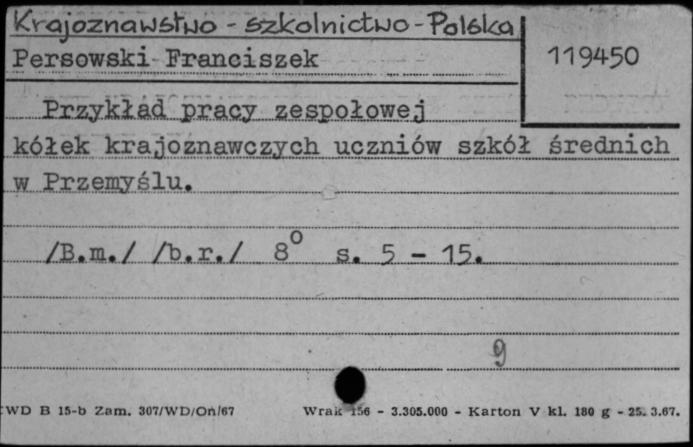 Krajoznawstwo - szkolnictwo - Polska
Persowski Franciszek
119450
Przykład pracy zespołowej
kółek krajoznawczych uczniów szkół średnich
w Przemyślu.
/B.m./ /b.r./ 8° s. 5 - 15.
9
WD B 15-b Zam. 307/WD/On/67 Wrak 156 - 3.305.000 - Karton V kl. 180 g - 25.3.67.